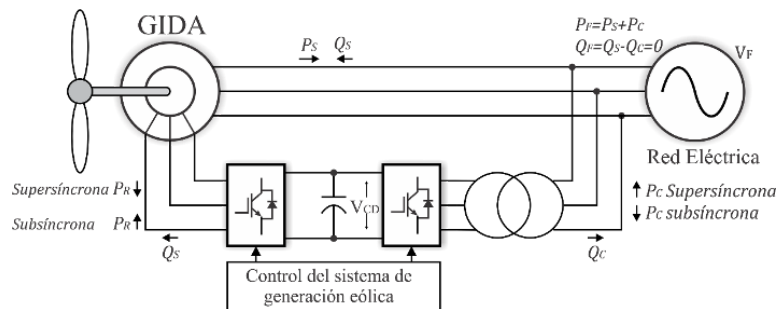 GIDA
P_S
Q_S
P_F=P_S+P_C
Q_F=Q_S-Q_C=0
V_F
Red Eléctrica
Supersíncrona P_R
Subsíncrona P_R
V_CD
P_C Supersíncrona
P_C subsíncrona
Q_S
Q_C
Control del sistema de
generación eólica